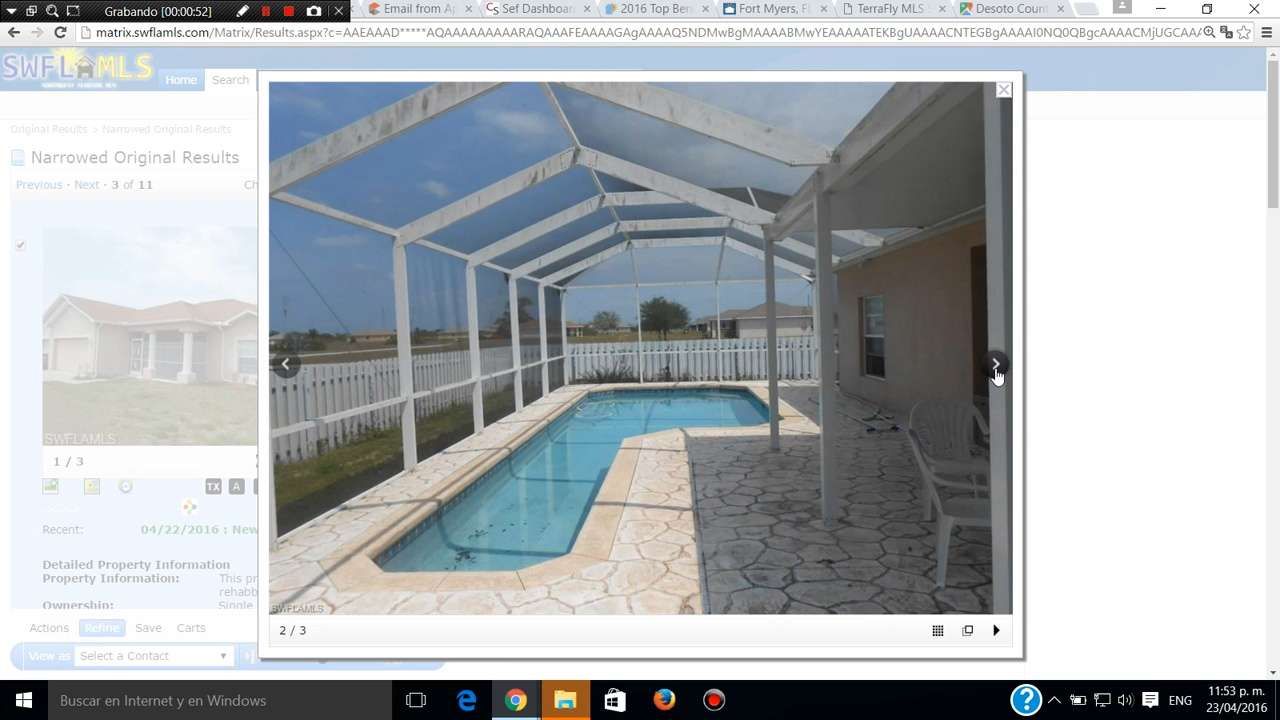 Grabando [00:00:52]
Email from Ap
Sef Dashboar
2016 Top Ben
Fort Myers, FL
TerraFly MLS S
Desoto Count
matrix.swflamls.com/Matrix/Results.aspx?c=
SWFLAMLS
Home
Search
Original Results > Narrowed Original Results
Narrowed Original Results
Previous · Next · 3 of 11
Ch
SWFLAMLS
1 / 3
TX A
Recent: 04/22/2016 : New
Detailed Property Information
Property Information: This pr
rehabb
Ownership: Single
Actions Refine Save Carts
View as Select a Contact
SWFLAMLS
2 / 3
Buscar en Internet y en Windows
ENG
11:53 p. m.
23/04/2016